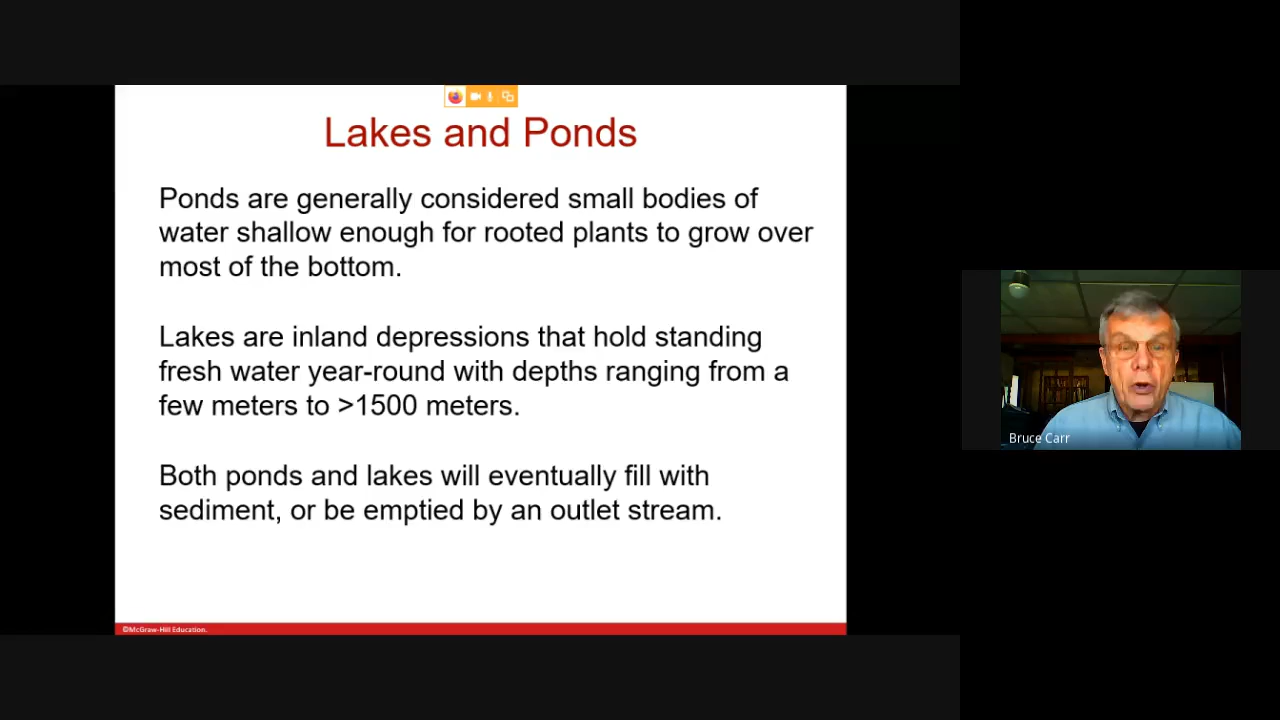 Lakes and Ponds
Ponds are generally considered small bodies of
water shallow enough for rooted plants to grow over
most of the bottom.
Lakes are inland depressions that hold standing
fresh water year-round with depths ranging from a
few meters to >1500 meters.
Both ponds and lakes will eventually fill with
sediment, or be emptied by an outlet stream.
©McGraw-Hill Education.
Bruce Carr